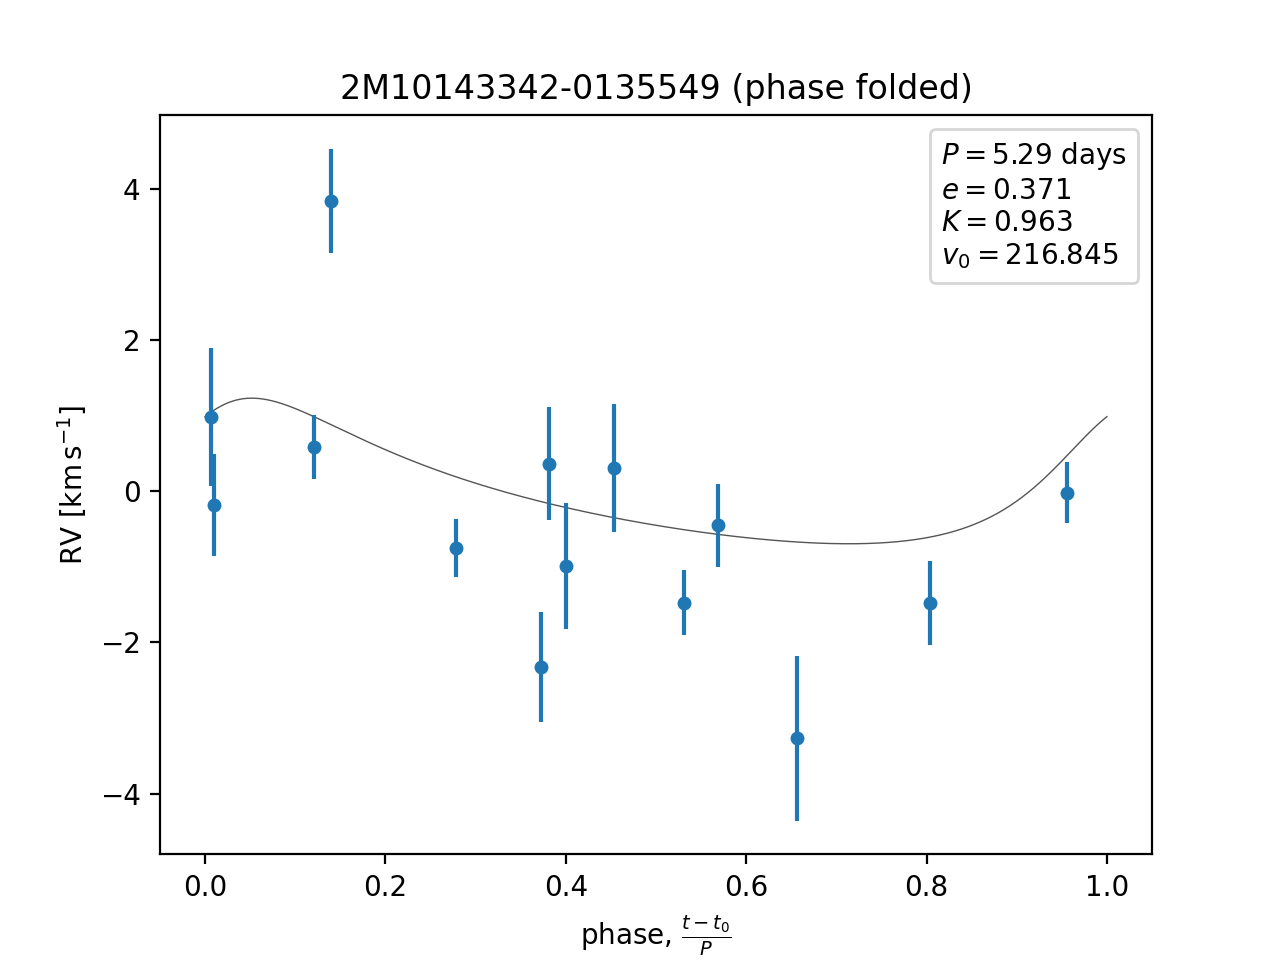 2M10143342-0135549 (phase folded)
P = 5.29 days
e = 0.371
K = 0.963
v₀ = 216.845
RV [km s⁻¹]
4
2
0
−2
−4
0.0 0.2 0.4 0.6 0.8 1.0
phase, (t − t₀)/P